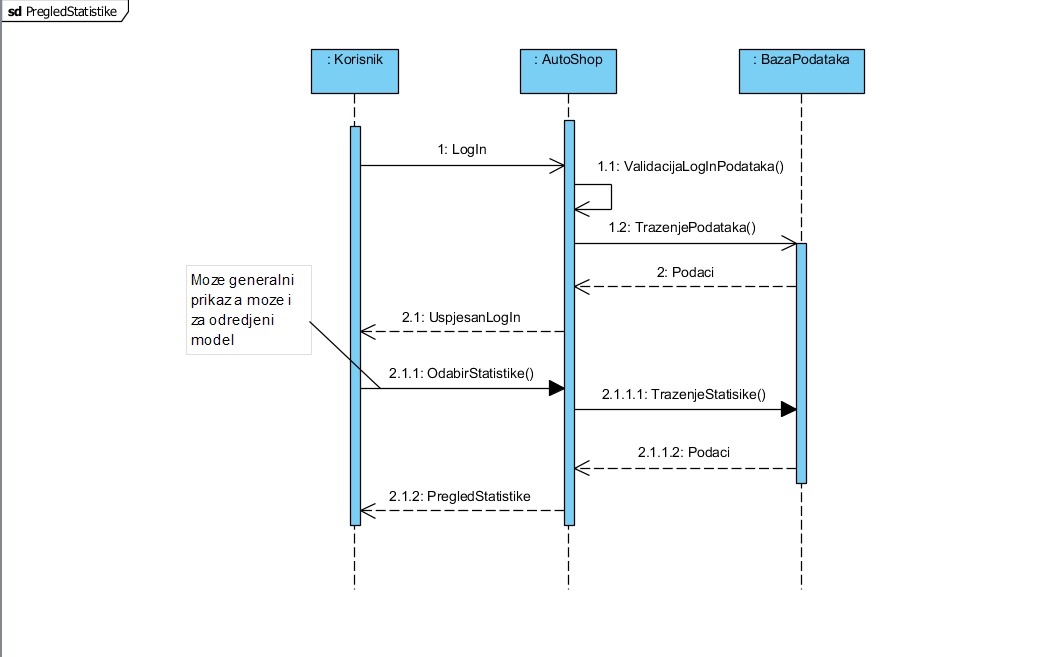 sd PregledStatistike
: Korisnik
: AutoShop
: BazaPodataka
1: LogIn
1.1: ValidacijaLogInPodataka()
1.2: TrazenjePodataka()
2: Podaci
Moze generalni
prikaz a moze i
za odredjeni
model
2.1: UspjesanLogIn
2.1.1: OdabirStatistike()
2.1.1.1: TrazenjeStatisike()
2.1.1.2: Podaci
2.1.2: PregledStatistike